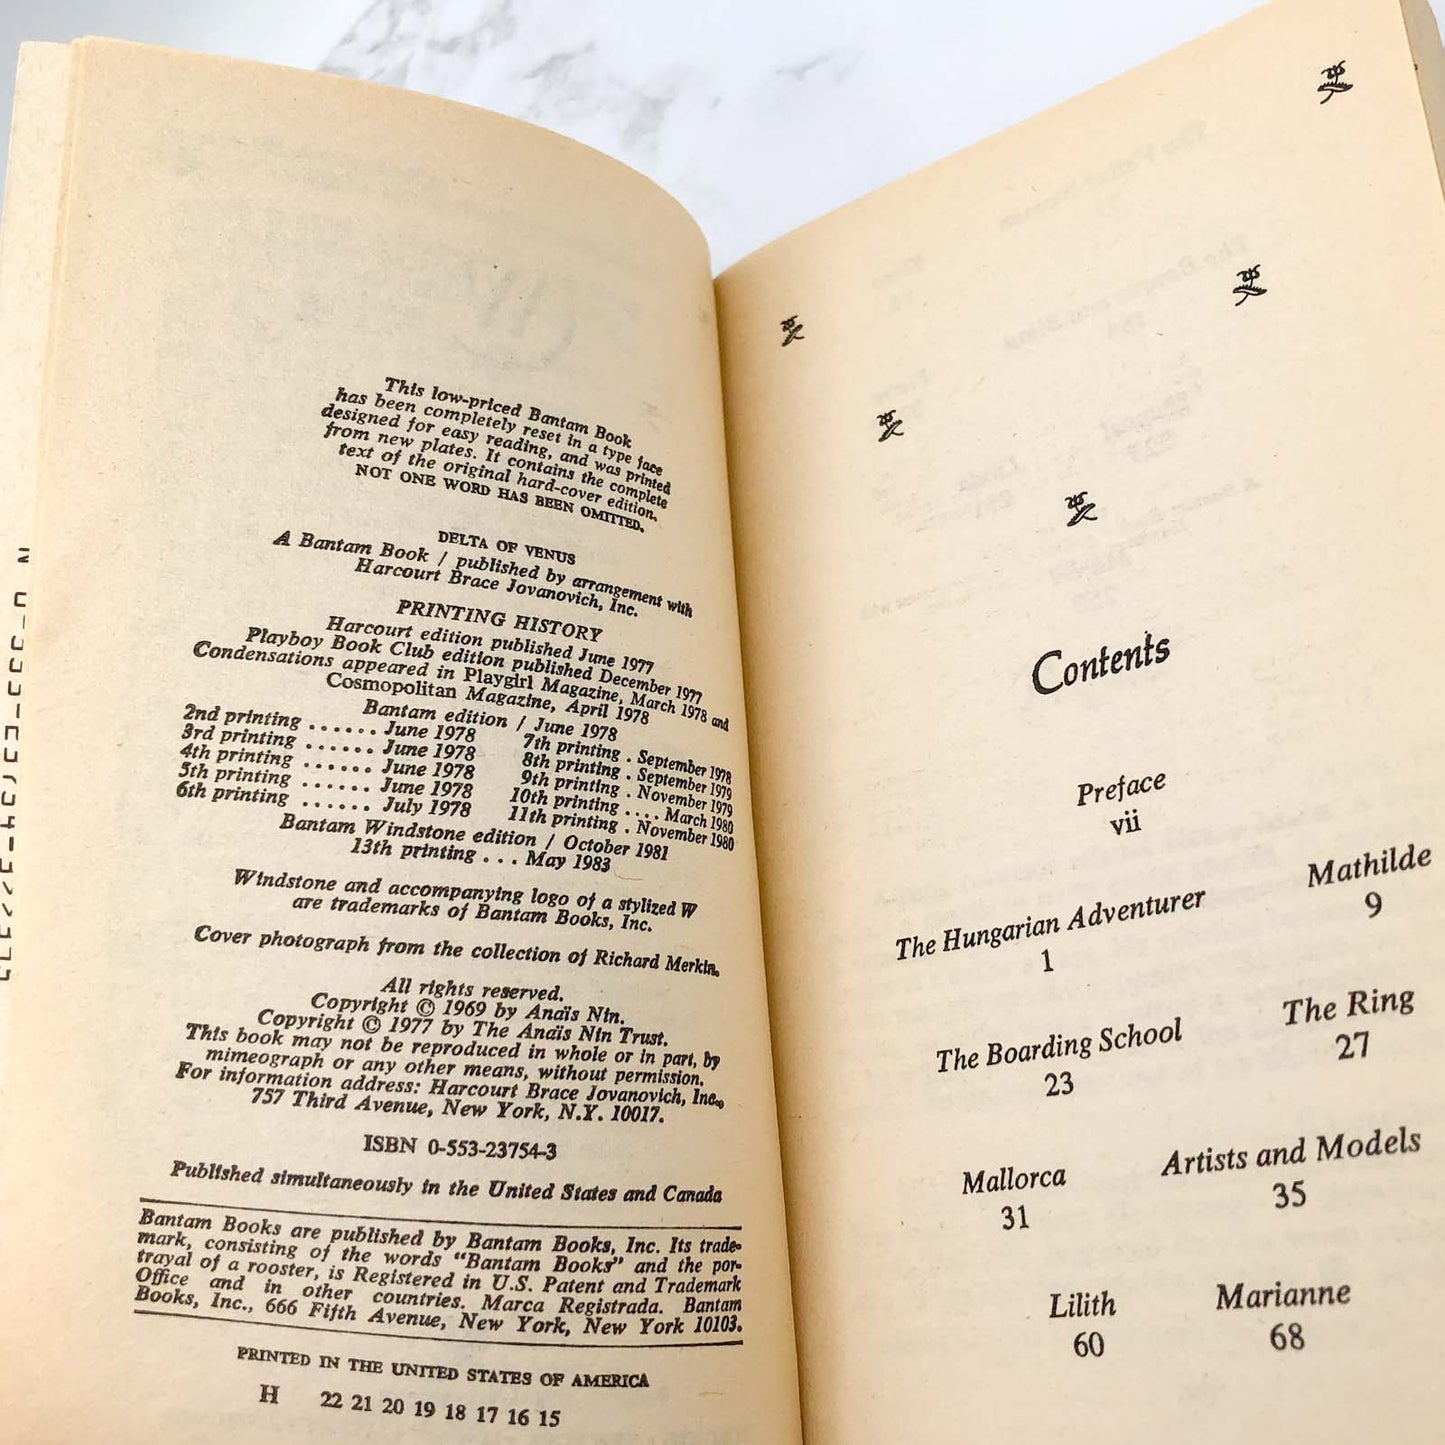 This low-priced Bantam Book
has been completely reset in a type face
designed for easy reading, and was printed
from new plates. It contains the complete
text of the original hard-cover edition.
NOT ONE WORD HAS BEEN OMITTED.
DELTA OF VENUS
A Bantam Book / published by arrangement with
Harcourt Brace Jovanovich, Inc.
PRINTING HISTORY
Harcourt edition published June 1977
Playboy Book Club edition published December 1977
Condensations appeared in Playgirl Magazine, March 1978 and
Cosmopolitan Magazine, April 1978
Bantam edition / June 1978
2nd printing ...... June 1978
3rd printing ...... June 1978
4th printing ...... June 1978
5th printing ...... June 1978
6th printing ...... July 1978
7th printing . September 1978
8th printing . September 1979
9th printing . November 1979
10th printing .... March 1980
11th printing . November 1980
Bantam Windstone edition / October 1981
13th printing ... May 1983
Windstone and accompanying logo of a stylized W
are trademarks of Bantam Books, Inc.
Cover photograph from the collection of Richard Merkin.
All rights reserved.
Copyright © 1969 by Anaïs Nin.
Copyright © 1977 by The Anaïs Nin Trust.
This book may not be reproduced in whole or in part, by
mimeograph or any other means, without permission.
For information address: Harcourt Brace Jovanovich, Inc.,
757 Third Avenue, New York, N.Y. 10017.
ISBN 0-553-23754-3
Published simultaneously in the United States and Canada
Bantam Books are published by Bantam Books, Inc. Its trade-
mark, consisting of the words "Bantam Books" and the por-
trayal of a rooster, is Registered in U.S. Patent and Trademark
Office and in other countries. Marca Registrada. Bantam
Books, Inc., 666 Fifth Avenue, New York, New York 10103.
PRINTED IN THE UNITED STATES OF AMERICA
H 22 21 20 19 18 17 16 15
Contents
Preface
vii
The Hungarian Adventurer
1
Mathilde
9
The Boarding School
23
The Ring
27
Mallorca
31
Artists and Models
35
Lilith
60
Marianne
68